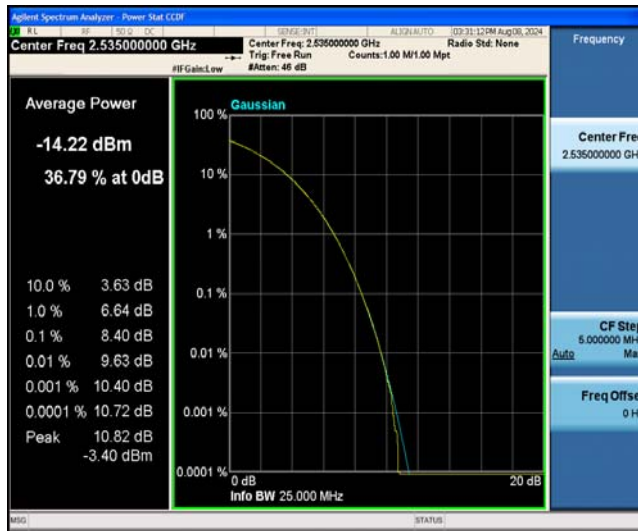 Agilent Spectrum Analyzer - Power Stat CCDF
RL RF 50 Ω DC SENSE:INT ALIGN AUTO 03:31:12PM Aug 08, 2024
Center Freq 2.535000000 GHz
Center Freq: 2.535000000 GHz Radio Std: None
Trig: Free Run Counts:1.00 M/1.00 Mpt
#IFGain:Low #Atten: 46 dB
Frequency
Average Power
-14.22 dBm
36.79 % at 0dB
10.0 % 3.63 dB
1.0 % 6.64 dB
0.1 % 8.40 dB
0.01 % 9.63 dB
0.001 % 10.40 dB
0.0001 % 10.72 dB
Peak 10.82 dB
-3.40 dBm
Gaussian
100 %
10 %
1 %
0.1 %
0.01 %
0.001 %
0.0001 %
0 dB 20 dB
Info BW 25.000 MHz
Center Fre
2.535000000 GH
CF Step
5.000000 MH
Auto Ma
Freq Offse
0 H
MSG STATUS